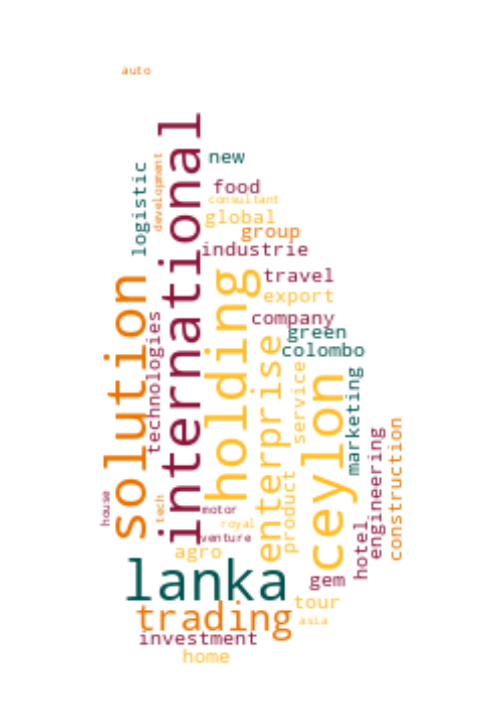 auto
international
new
logistic
development
food
consultant
global
group
industrie
travel
holding
solution
export
technologies
company
green
enterprise
colombo
service
marketing
ceylon
construction
engineering
product
house
tech
motor
royal
venture
hotel
agro
lanka
gem
tour
trading
asia
investment
home